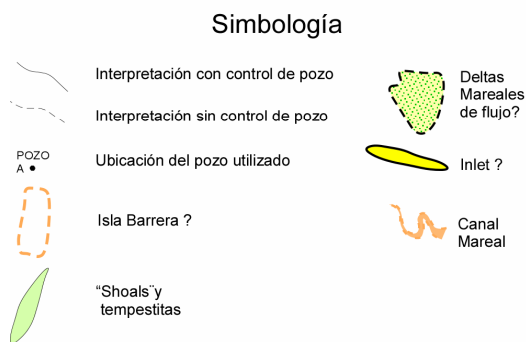 Simbología
Interpretación con control de pozo
Interpretación sin control de pozo
POZO
A
Ubicación del pozo utilizado
Isla Barrera ?
“Shoals¨y
tempestitas
Deltas
Mareales
de flujo?
Inlet ?
Canal
Mareal